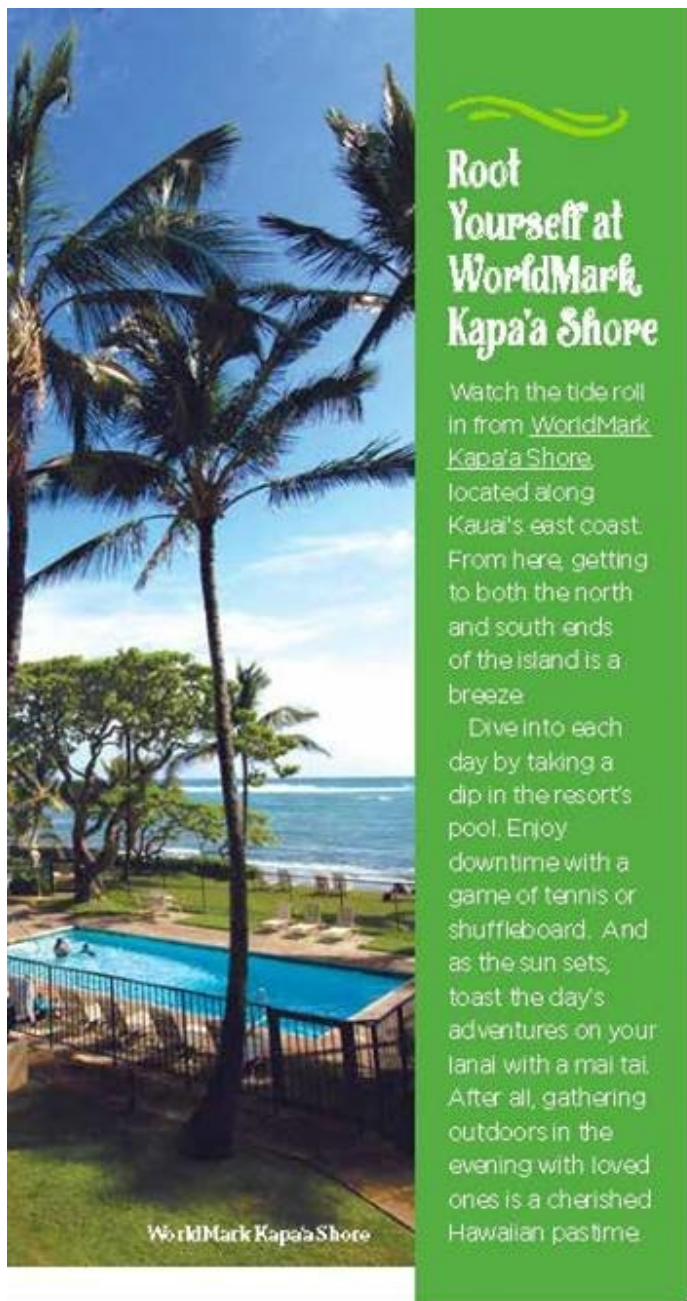 Root
Yourself at
WorldMark
Kapa'a Shore
Watch the tide roll
in from WorldMark
Kapa'a Shore,
located along
Kauai's east coast.
From here, getting
to both the north
and south ends
of the island is a
breeze.
Dive into each
day by taking a
dip in the resort's
pool. Enjoy
downtime with a
game of tennis or
shuffleboard. And
as the sun sets,
toast the day's
adventures on your
lanai with a mai tai.
After all, gathering
outdoors in the
evening with loved
ones is a cherished
Hawaiian pastime.
WorldMark Kapa'a Shore